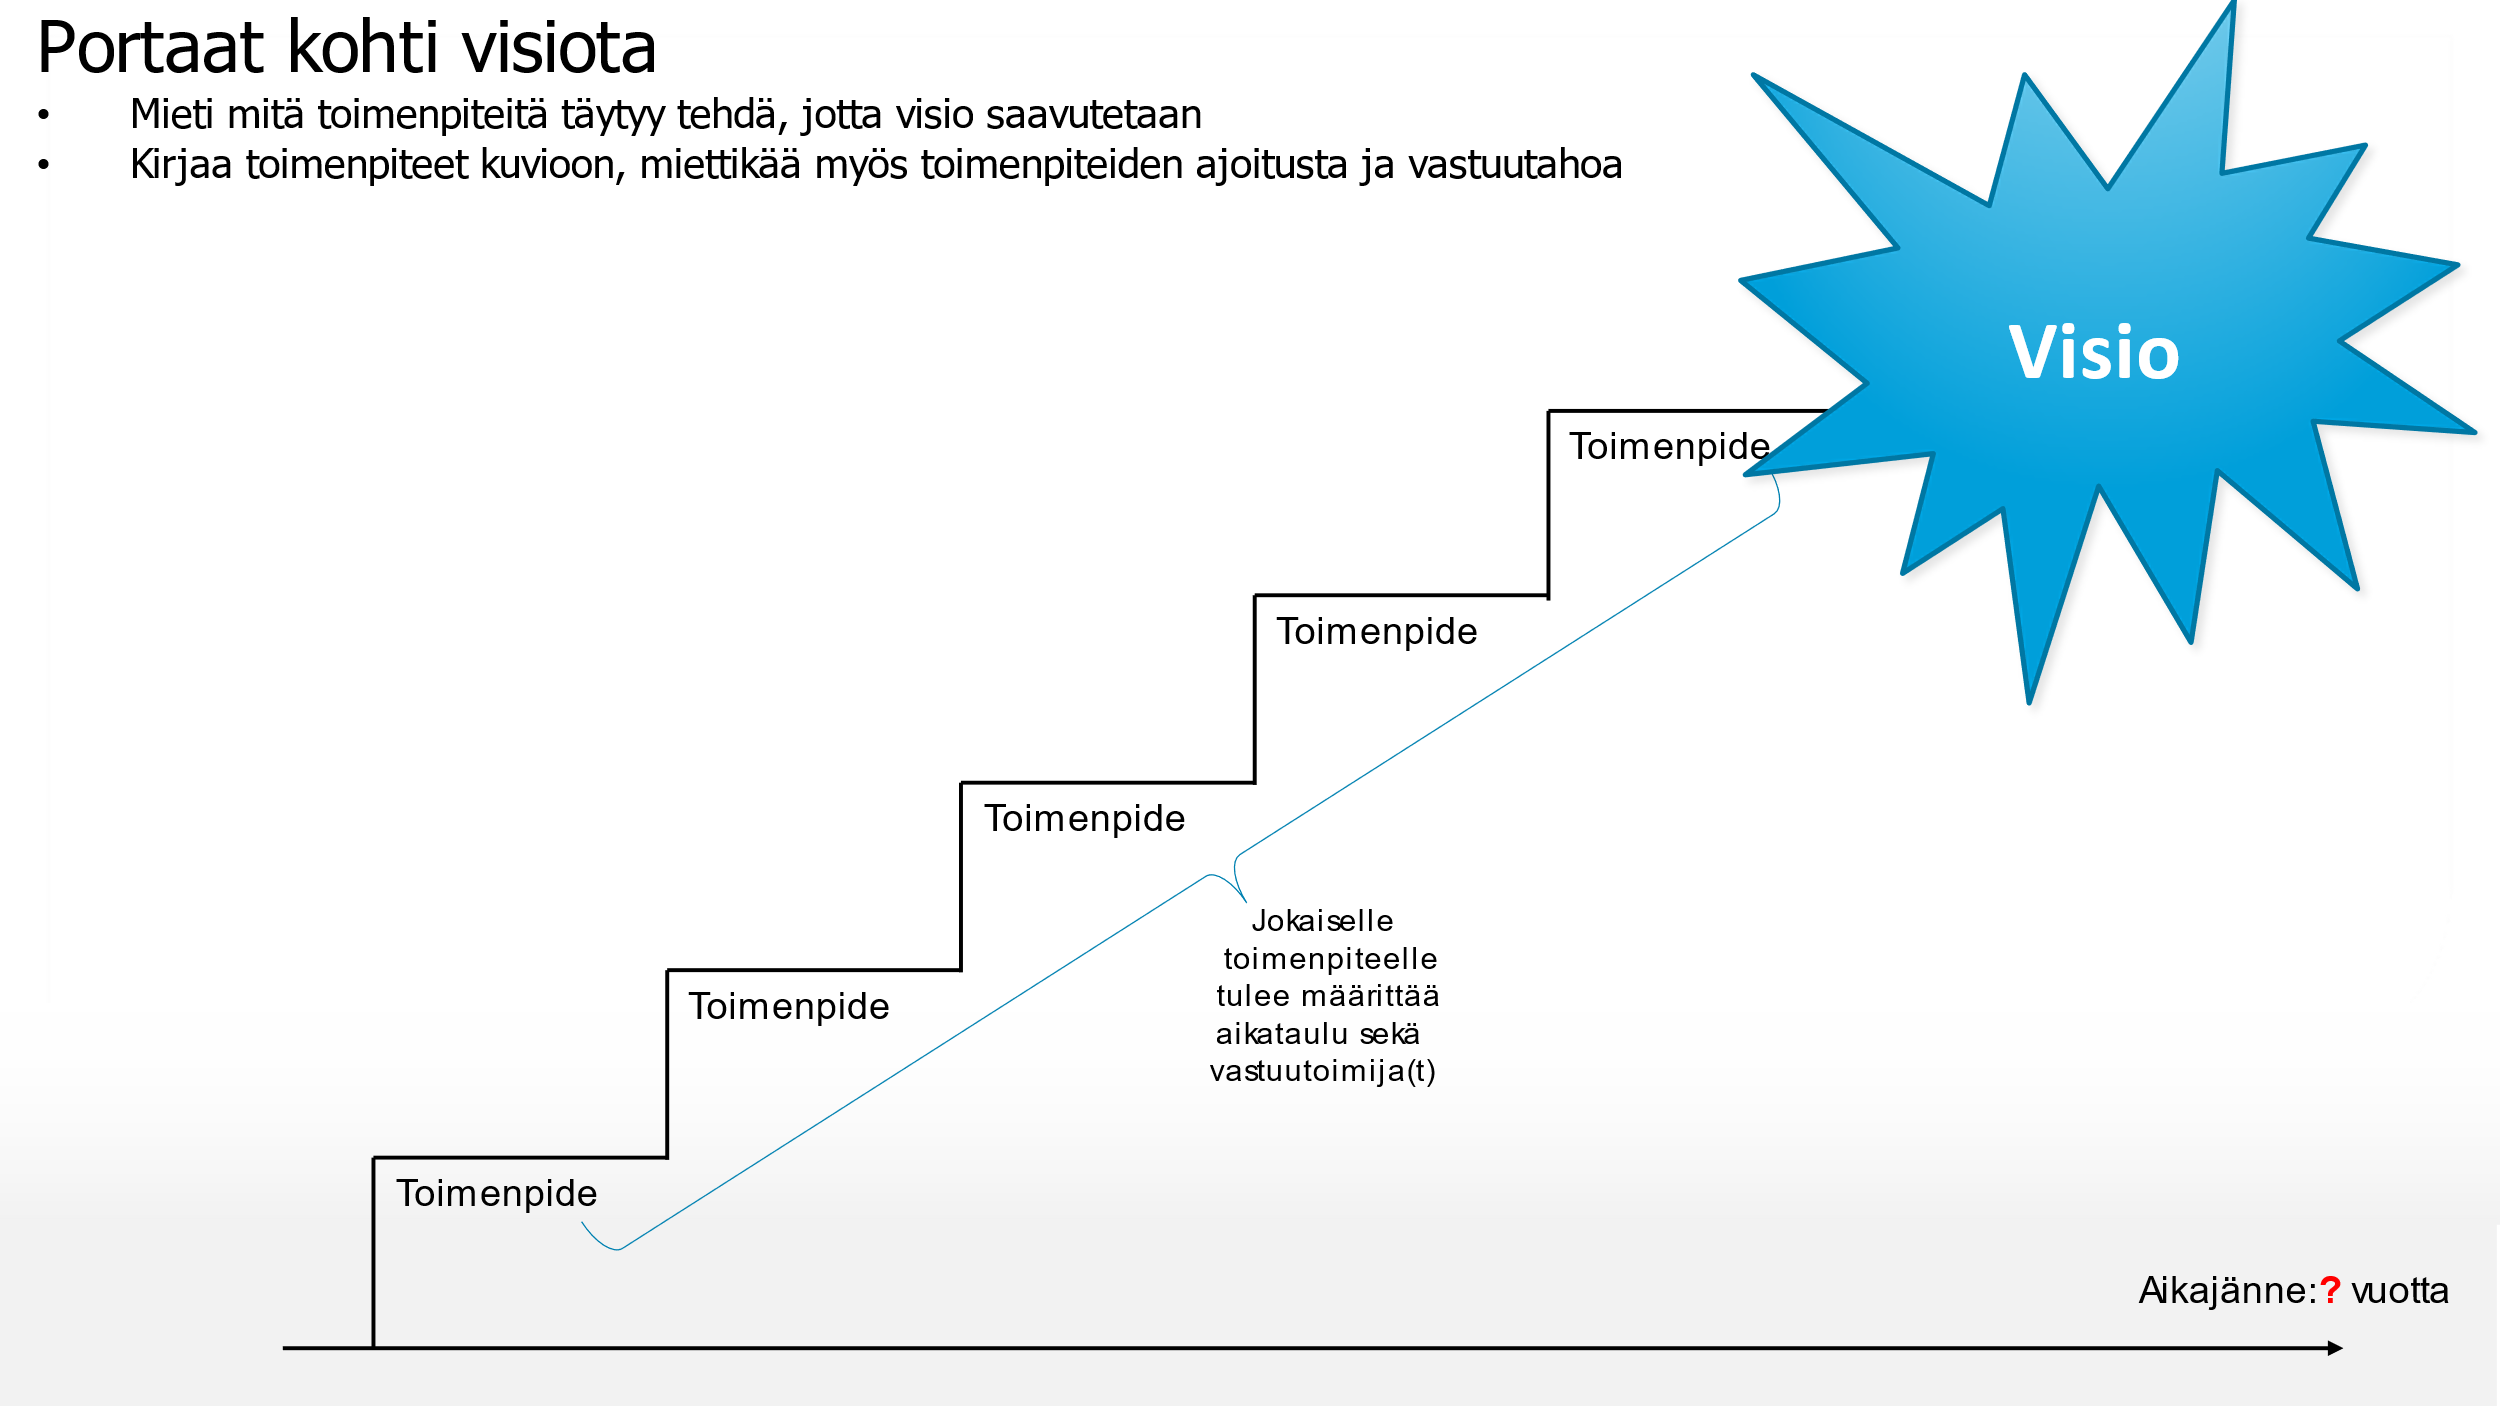 Portaat kohti visiota
• Mieti mitä toimenpiteitä täytyy tehdä, jotta visio saavutetaan
• Kirjaa toimenpiteet kuvioon, miettikää myös toimenpiteiden ajoitusta ja vastuutahoa
Visio
Toimenpide
Toimenpide
Toimenpide
Toimenpide
Toimenpide
Jokaiselle
toimenpiteelle
tulee määrittää
aikataulu sekä
vastuutoimija(t)
Aikajänne:? vuotta